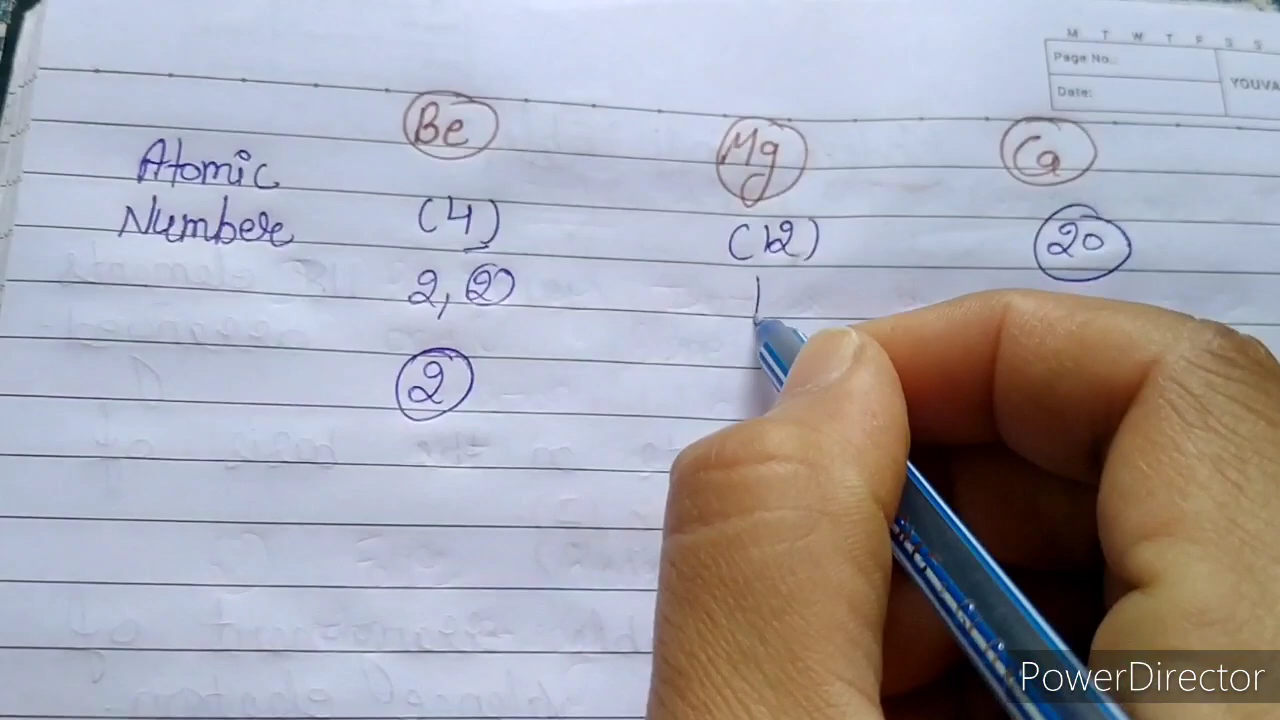 M T W T F S S
Page No.
YOUVA
Date:
Be Mg Ca
Atomic
Number (4) (12) 20
2, 2
2
PowerDirector